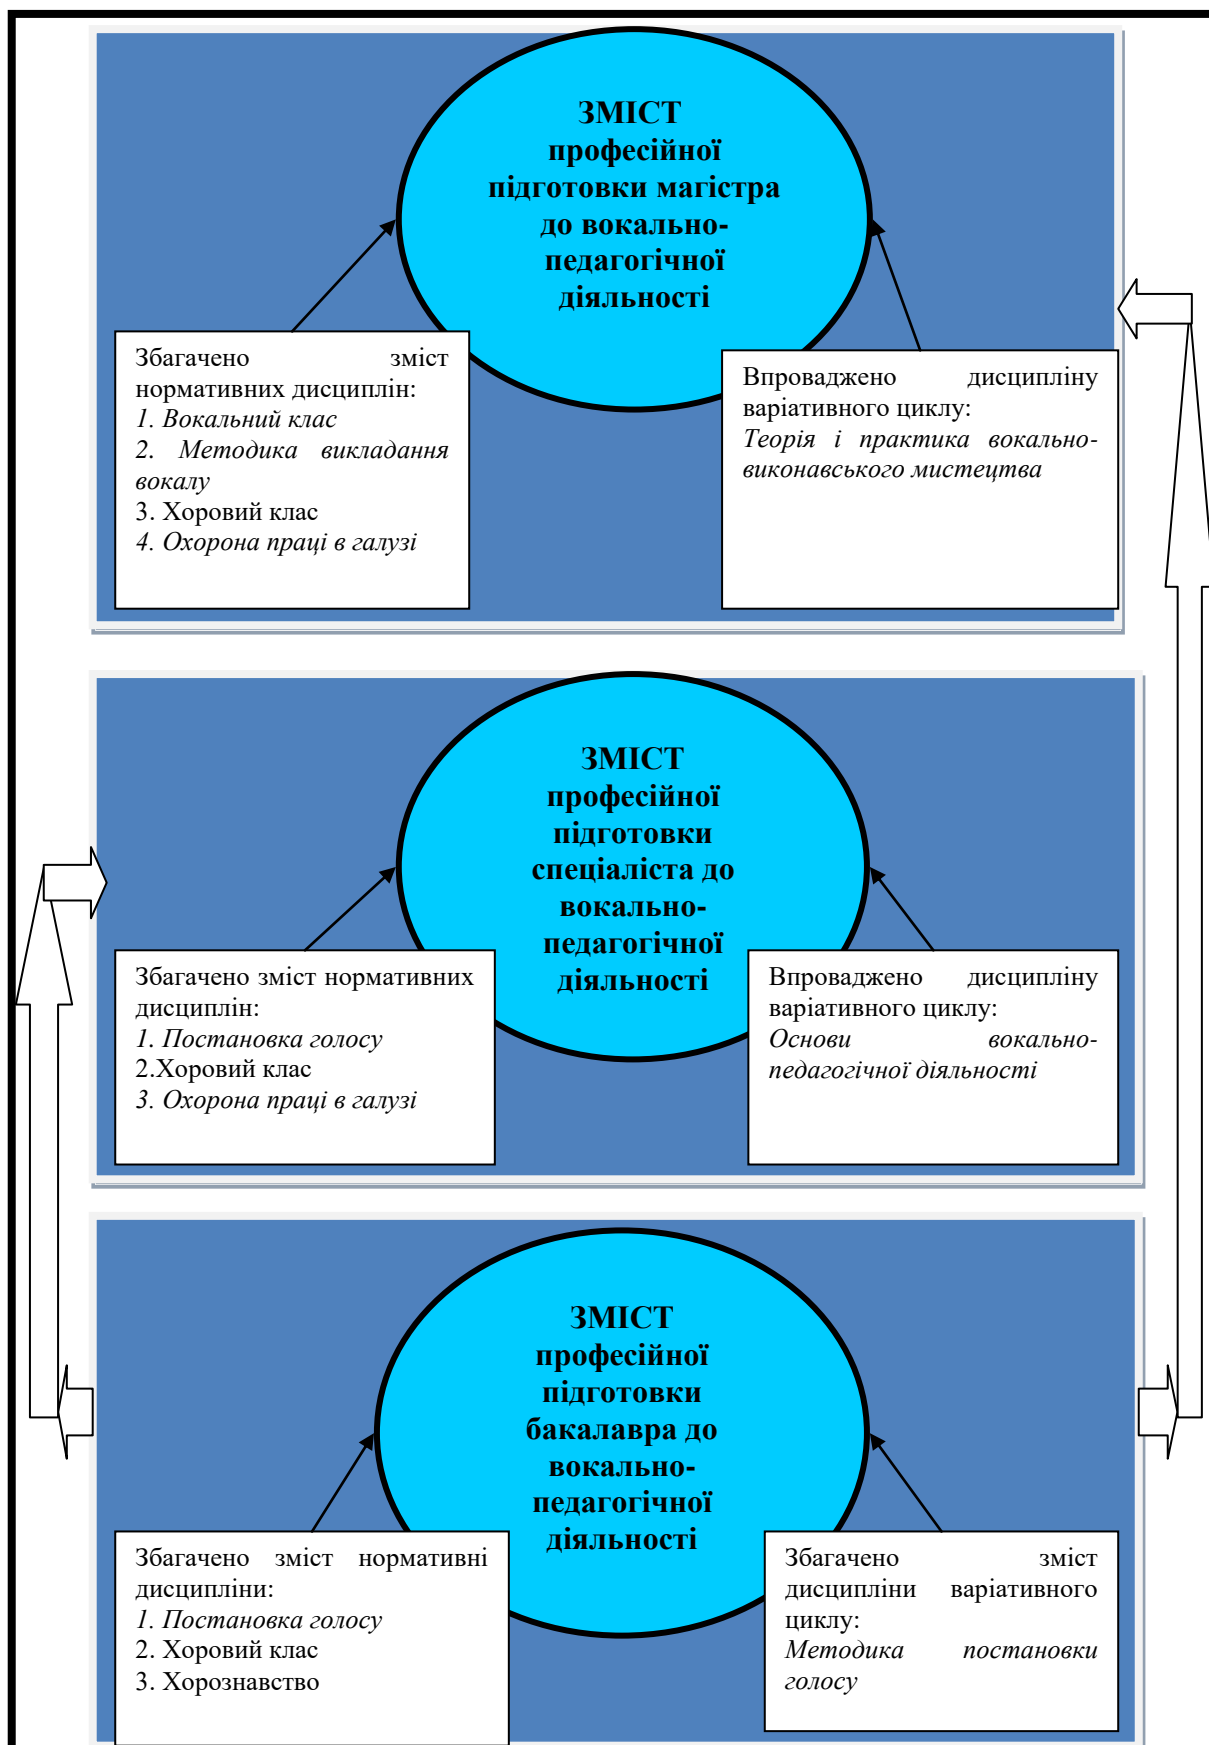 ЗМІСТ
професійної
підготовки магістра
до вокально-
педагогічної
діяльності
Збагачено зміст
нормативних дисциплін:
1. Вокальний клас
2. Методика викладання
вокалу
3. Хоровий клас
4. Охорона праці в галузі
Впроваджено дисципліну
варіативного циклу:
Теорія і практика вокально-
виконавського мистецтва
ЗМІСТ
професійної
підготовки
спеціаліста до
вокально-
педагогічної
діяльності
Збагачено зміст нормативних
дисциплін:
1. Постановка голосу
2.Хоровий клас
3. Охорона праці в галузі
Впроваджено дисципліну
варіативного циклу:
Основи вокально-
педагогічної діяльності
ЗМІСТ
професійної
підготовки
бакалавра до
вокально-
педагогічної
діяльності
Збагачено зміст нормативні
дисципліни:
1. Постановка голосу
2. Хоровий клас
3. Хорознавство
Збагачено зміст
дисципліни варіативного
циклу:
Методика постановки
голосу